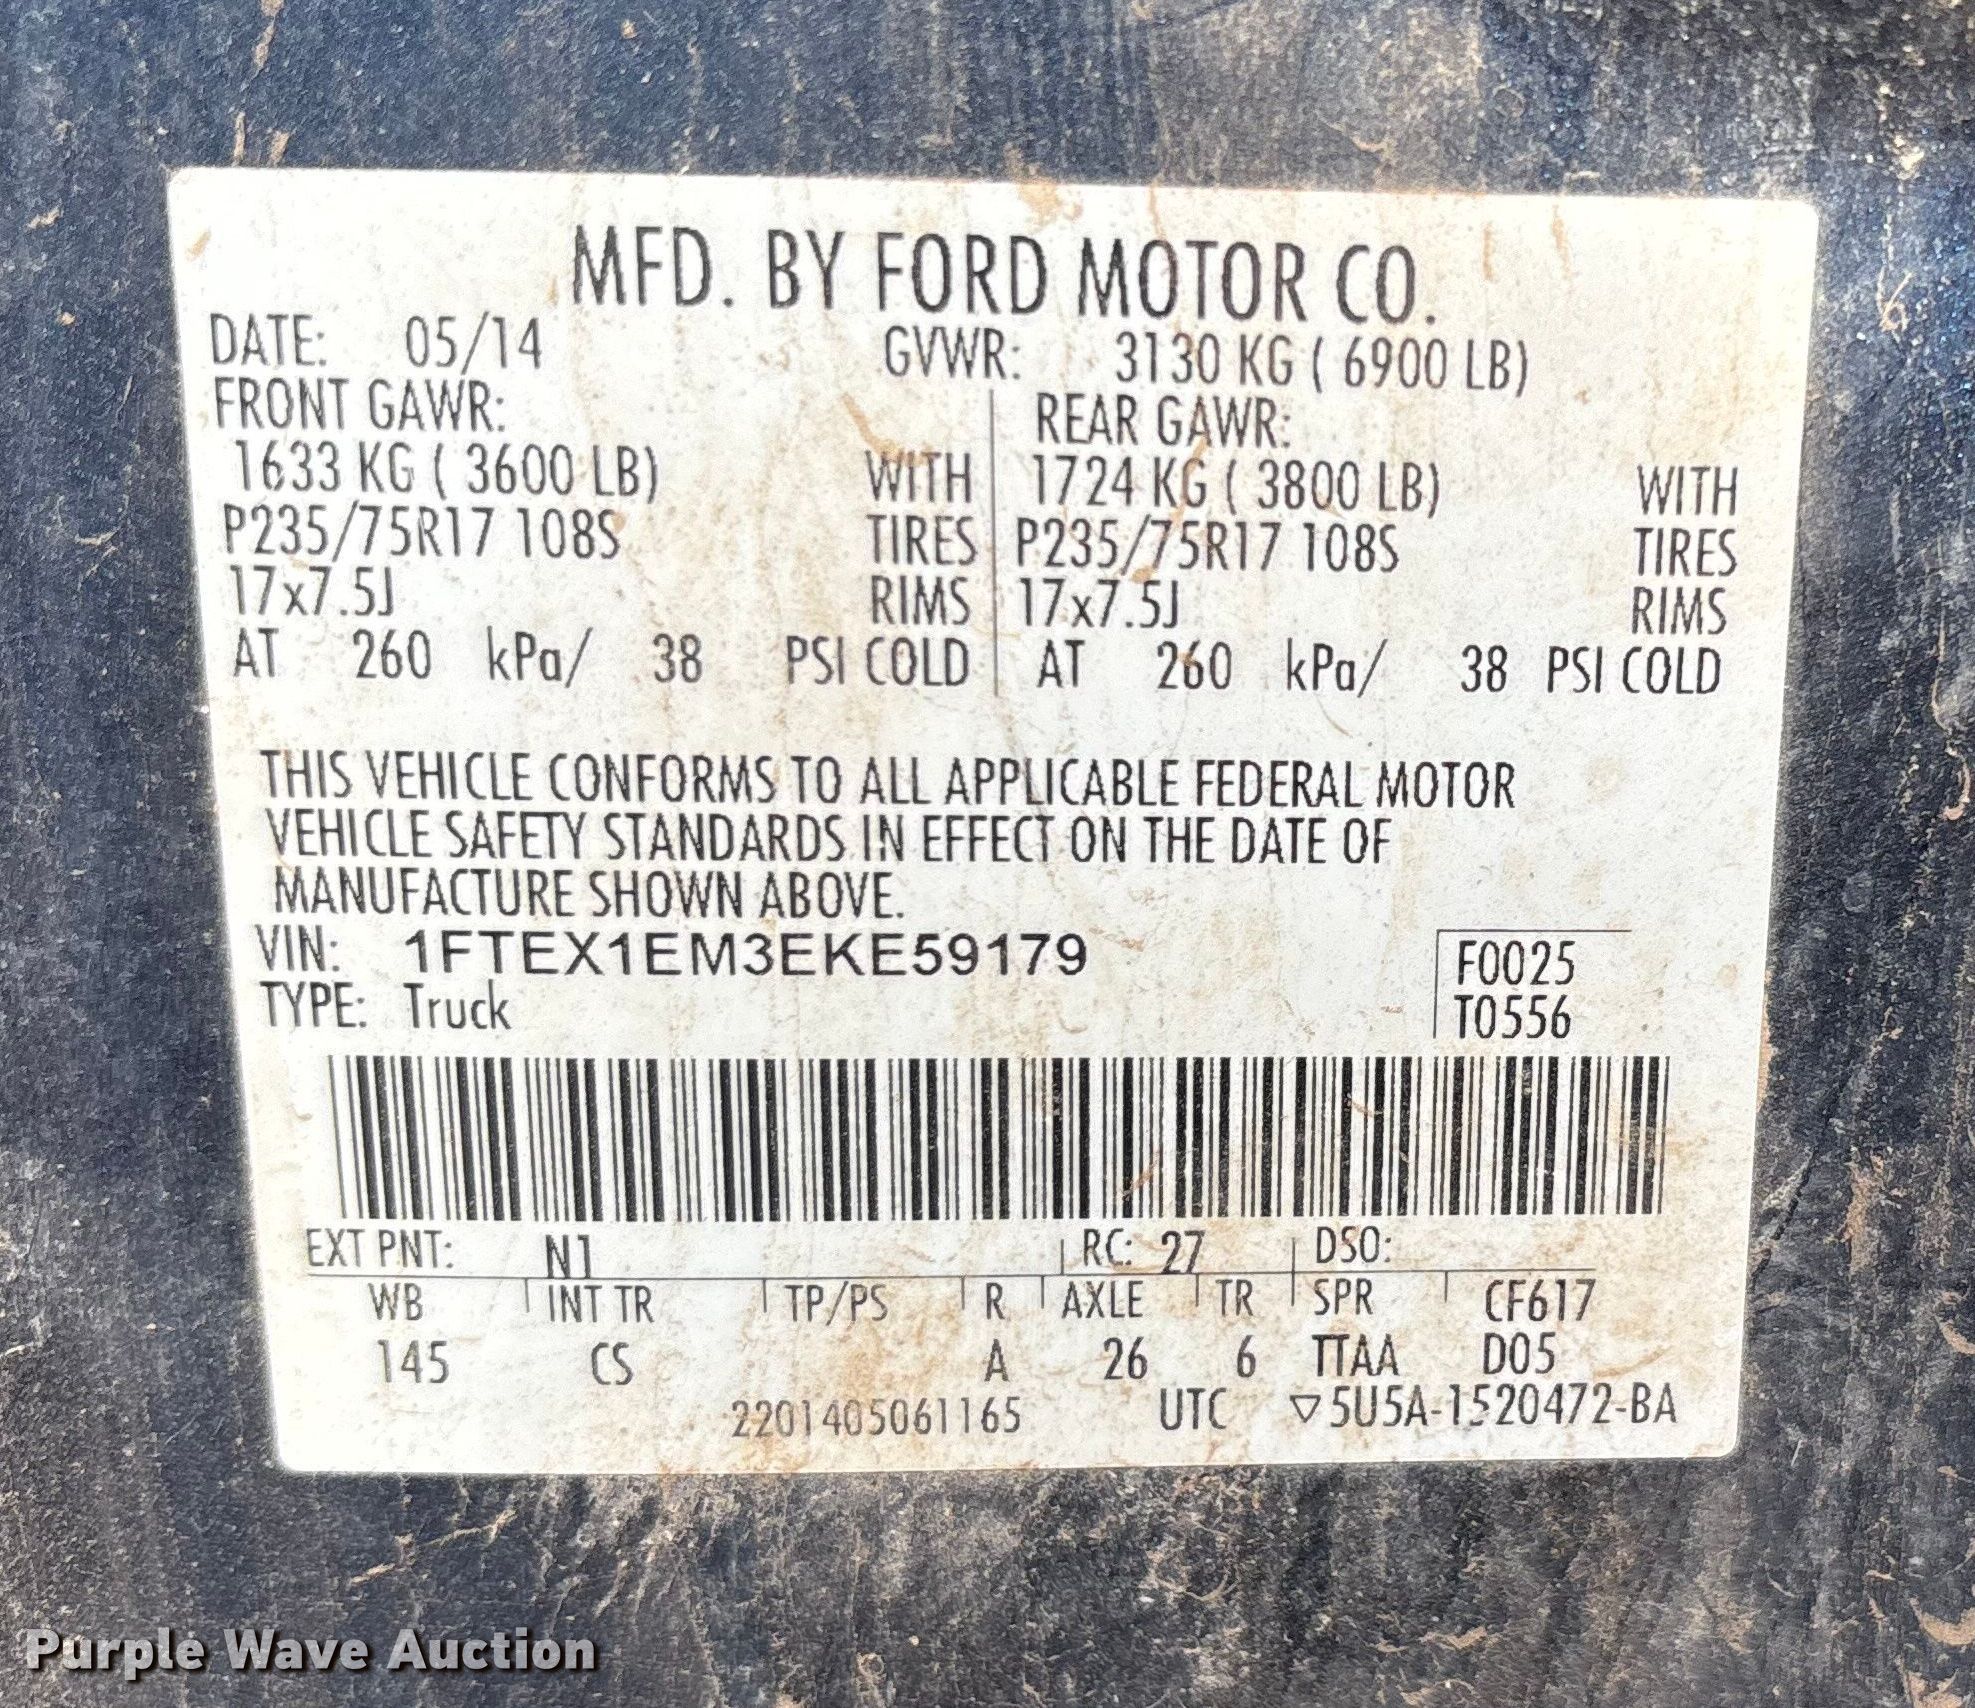 MFD. BY FORD MOTOR CO.
DATE: 05/14 GVWR: 3130 KG ( 6900 LB)
FRONT GAWR: REAR GAWR:
1633 KG ( 3600 LB) WITH 1724 KG ( 3800 LB) WITH
P235/75R17 108S TIRES P235/75R17 108S TIRES
17x7.5J RIMS 17x7.5J RIMS
AT 260 kPa/ 38 PSI COLD AT 260 kPa/ 38 PSI COLD
THIS VEHICLE CONFORMS TO ALL APPLICABLE FEDERAL MOTOR
VEHICLE SAFETY STANDARDS IN EFFECT ON THE DATE OF
MANUFACTURE SHOWN ABOVE.
VIN: 1FTEX1EM3EKE59179 F0025
TYPE: Truck T0556
EXT PNT: N1 RC: 27 DSO:
WB INT TR TP/PS R AXLE TR SPR CF617
145 CS A 26 6 TTAA D05
2201405061165 UTC ▽5U5A-1520472-BA
Purple Wave Auction